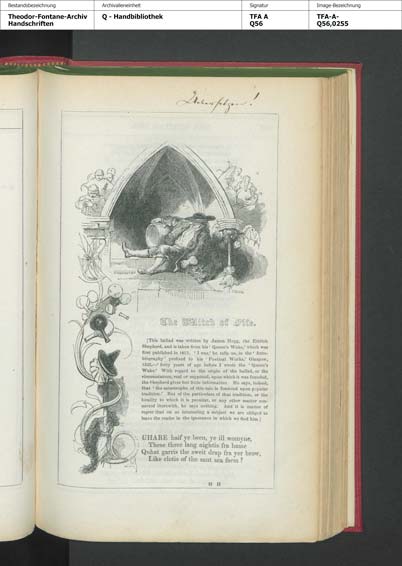 Bestandsbezeichnung
Archivalieneinheit
Signatur
Image-Bezeichnung
Theodor-Fontane-Archiv
Handschriften
Q - Handbibliothek
TFA A
Q56
TFA-A-
Q56,0255
Uebersetzen!
The Witch of Fife.
[This ballad was written by James Hogg, the Ettrick
Shepherd, and is taken from his 'Queen's Wake,' which was
first published in 1813. 'I was,' he tells us, in the 'Auto-
biography' prefixed to his 'Poetical Works,' Glasgow,
'forty years of age before I wrote the "Queen's
Wake."' With regard to the origin of the ballad, or the
circumstances, real or supposed, upon which it was founded,
the Shepherd gives but little information. He says, indeed,
that 'the catastrophe of this tale is founded upon popular
tradition.' But of the particulars of that tradition, or the
locality to which it is peculiar, or any other matter con-
nected therewith, he says nothing. And it is matter of
regret that on so interesting a subject we are obliged to
leave the reader in the ignorance in which we find him.]
QUHARE haif ye been, ye ill womyne,
These three lang nightis fra hame
Quhat garris the sweit drap fra yer brow,
Like clotis of the saut sea faem?
H H